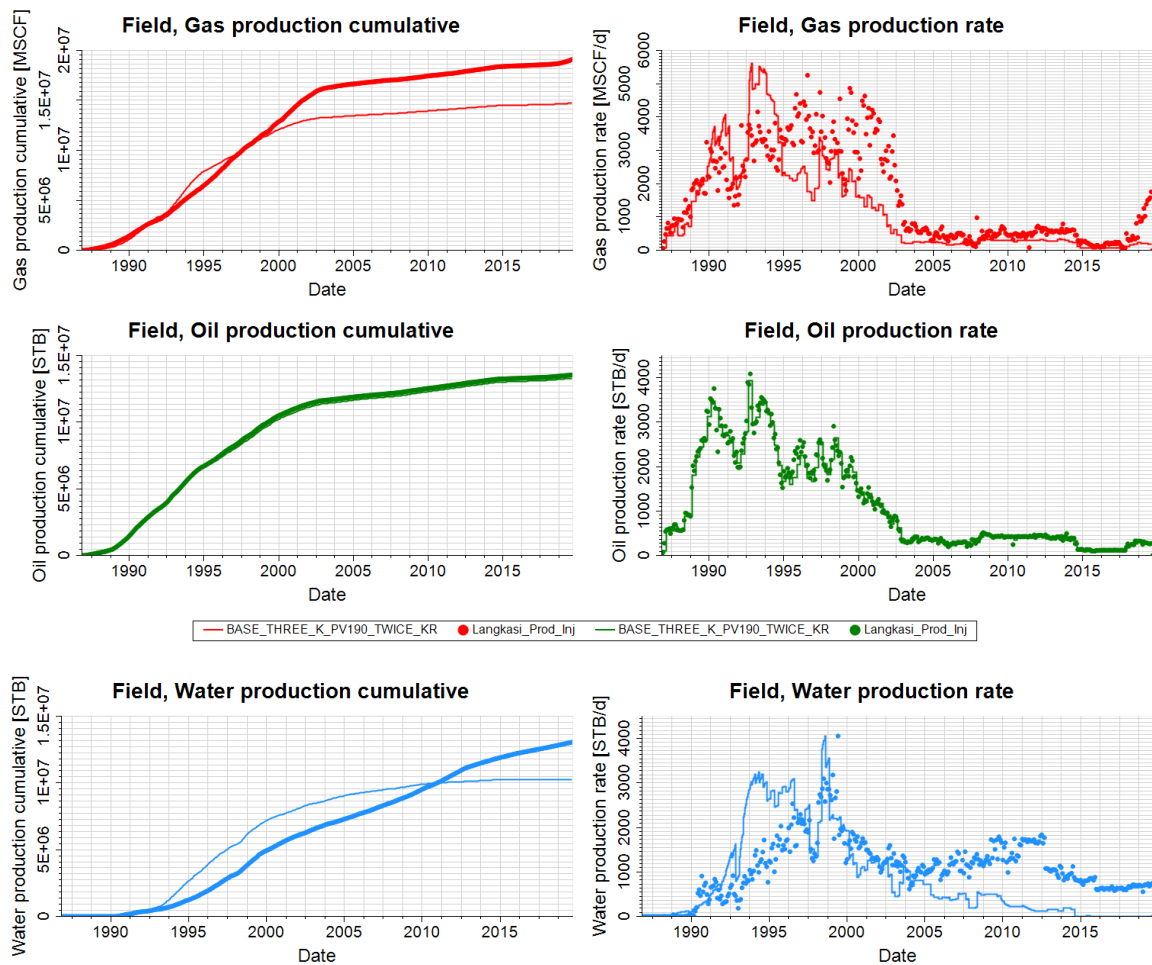 Field, Gas production cumulative
Gas production cumulative [MSCF]
0
5E+06
1E+07
1.5E+07
2E+07
1990
1995
2000
2005
2010
2015
Date
Field, Gas production rate
Gas production rate [MSCF/d]
0
1000
2000
3000
4000
5000
6000
1990
1995
2000
2005
2010
2015
Date
Field, Oil production cumulative
Oil production cumulative [STB]
0
5E+06
1E+07
1.5E+07
1990
1995
2000
2005
2010
2015
Date
Field, Oil production rate
Oil production rate [STB/d]
0
1000
2000
3000
4000
1990
1995
2000
2005
2010
2015
Date
BASE_THREE_K_PV190_TWICE_KR Langkasi_Prod_Inj BASE_THREE_K_PV190_TWICE_KR Langkasi_Prod_Inj
Field, Water production cumulative
Water production cumulative [STB]
0
5E+06
1E+07
1.5E+07
1990
1995
2000
2005
2010
2015
Date
Field, Water production rate
Water production rate [STB/d]
0
1000
2000
3000
4000
1990
1995
2000
2005
2010
2015
Date